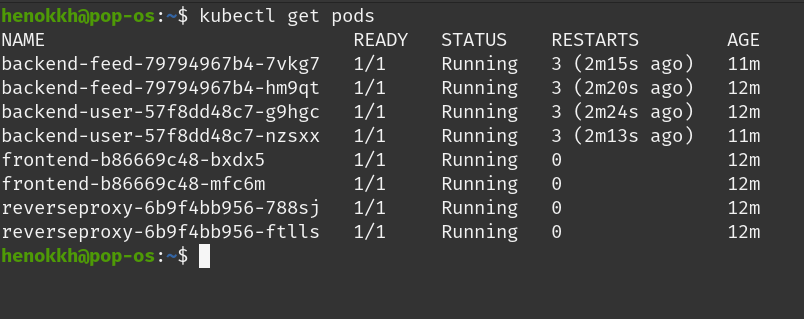 henokkh@pop-os:~$ kubectl get pods
NAME READY STATUS RESTARTS AGE
backend-feed-79794967b4-7vkg7 1/1 Running 3 (2m15s ago) 11m
backend-feed-79794967b4-hm9qt 1/1 Running 3 (2m20s ago) 12m
backend-user-57f8dd48c7-g9hgc 1/1 Running 3 (2m24s ago) 12m
backend-user-57f8dd48c7-nzsxx 1/1 Running 3 (2m13s ago) 11m
frontend-b86669c48-bxdx5 1/1 Running 0 12m
frontend-b86669c48-mfc6m 1/1 Running 0 12m
reverseproxy-6b9f4bb956-788sj 1/1 Running 0 12m
reverseproxy-6b9f4bb956-ftlls 1/1 Running 0 12m
henokkh@pop-os:~$